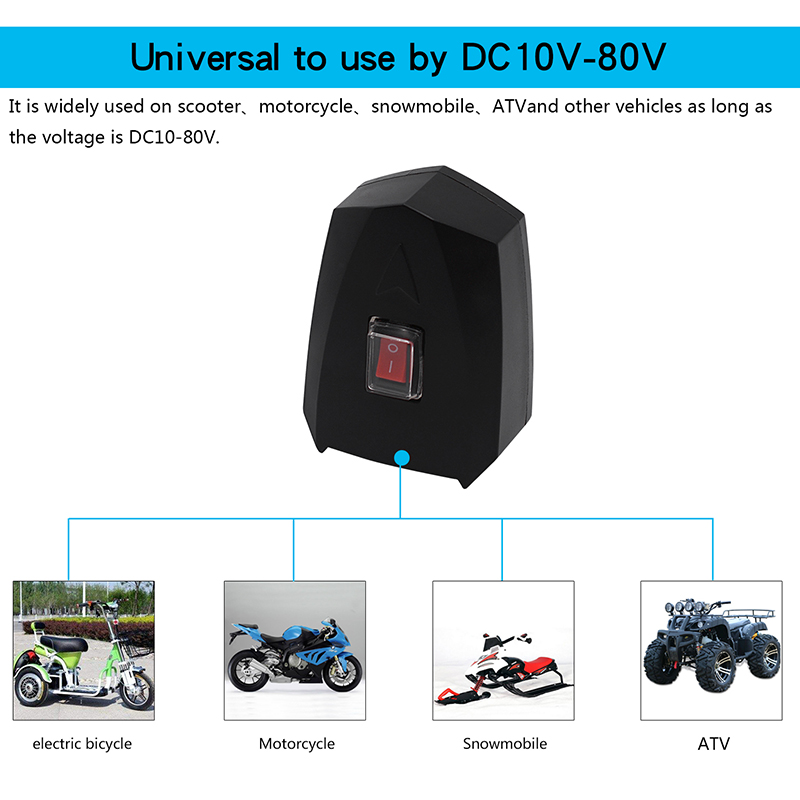 Universal to use by DC10V-80V
It is widely used on scooter、motorcycle、snowmobile、ATVand other vehicles as long as
the voltage is DC10-80V.
electric bicycle
Motorcycle
Snowmobile
ATV